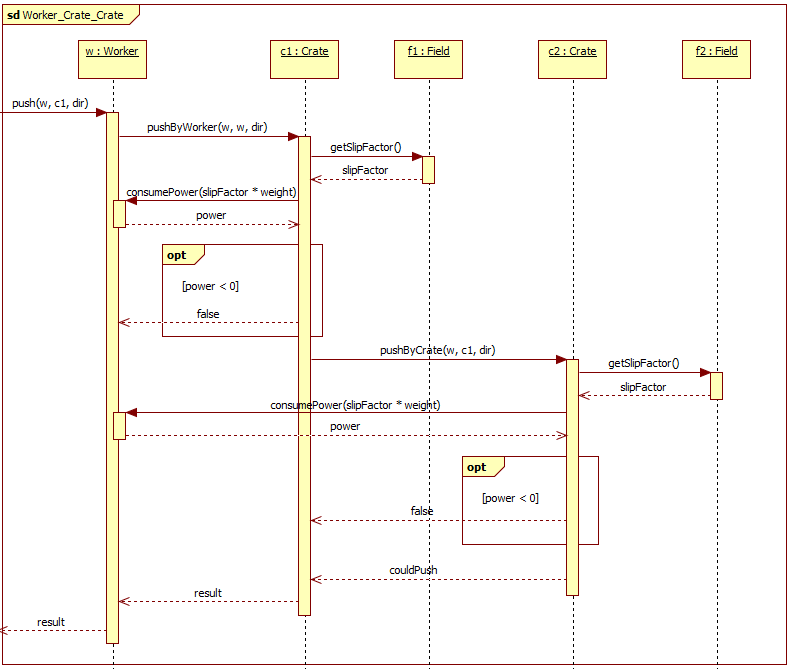 sd Worker_Crate_Crate
w : Worker
c1 : Crate
f1 : Field
c2 : Crate
f2 : Field
push(w, c1, dir)
pushByWorker(w, w, dir)
getSlipFactor()
slipFactor
consumePower(slipFactor * weight)
power
opt
[power < 0]
false
pushByCrate(w, c1, dir)
getSlipFactor()
slipFactor
consumePower(slipFactor * weight)
power
opt
[power < 0]
false
couldPush
result
result